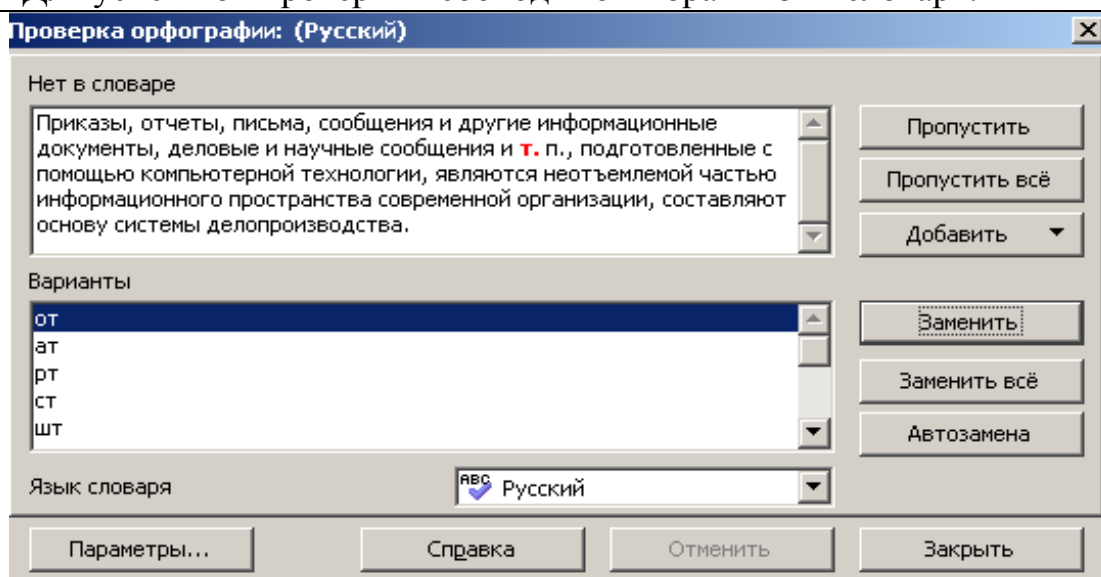 Проверка орфографии: (Русский)
Нет в словаре
Приказы, отчеты, письма, сообщения и другие информационные
документы, деловые и научные сообщения и т. п., подготовленные с
помощью компьютерной технологии, являются неотъемлемой частью
информационного пространства современной организации, составляют
основу системы делопроизводства.
Пропустить
Пропустить всё
Добавить
Варианты
от
ат
рт
ст
шт
Заменить
Заменить всё
Автозамена
Язык словаря
ABC Русский
Параметры...
Справка
Отменить
Закрыть